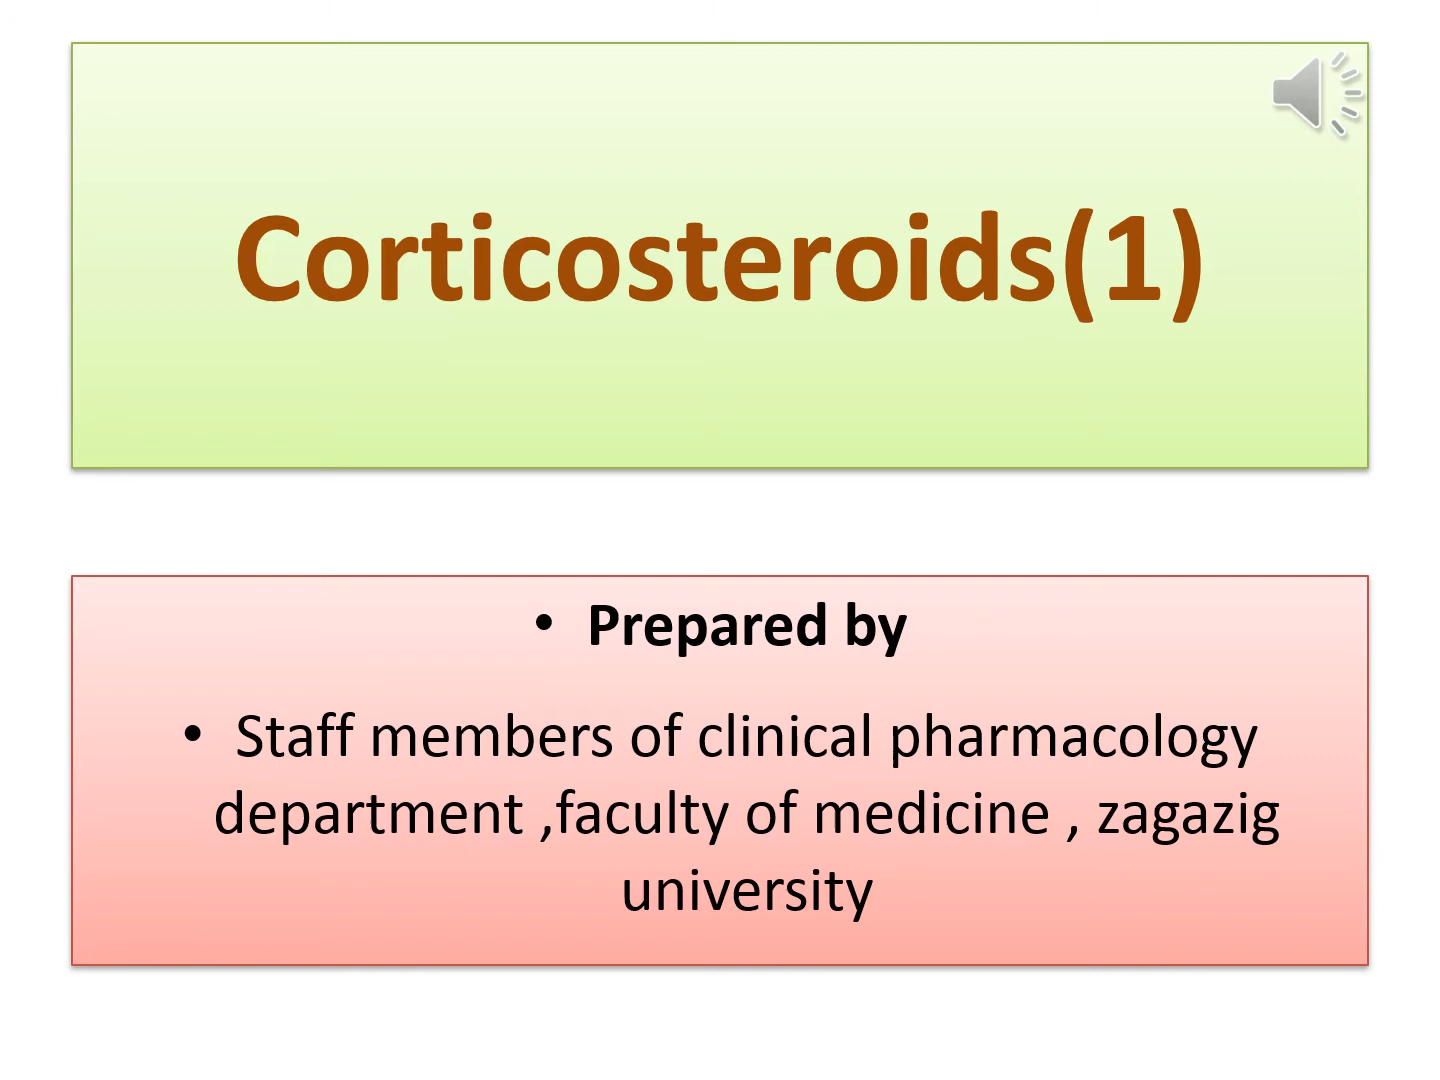 Corticosteroids(1)
• Prepared by
• Staff members of clinical pharmacology
department ,faculty of medicine , zagazig
university